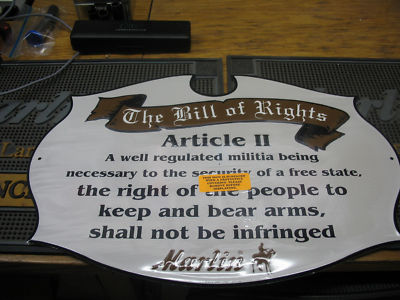 The Bill of Rights
Article II
A well regulated militia being
necessary to the security of a free state,
the right of the people to
keep and bear arms,
shall not be infringed
Marlin